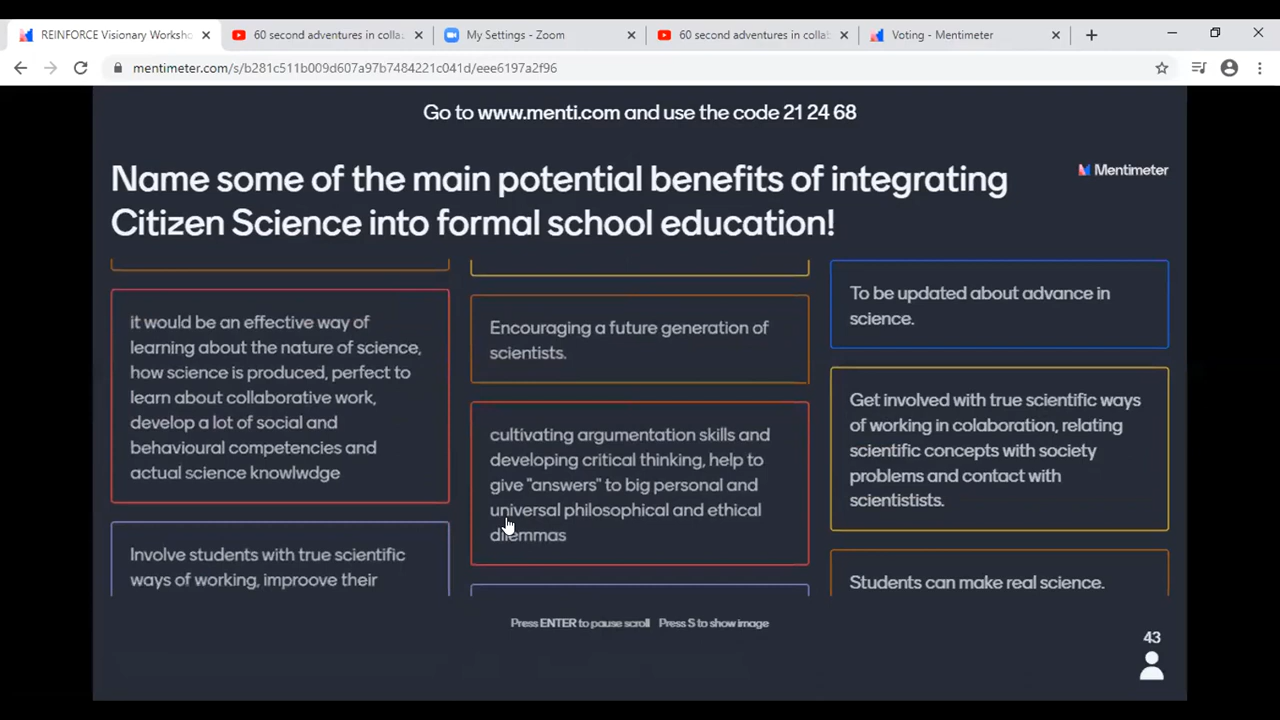 REINFORCE Visionary Worksho
60 second adventures in colla
My Settings - Zoom
60 second adventures in collab
Voting - Mentimeter
mentimeter.com/s/b281c511b009d607a97b7484221c041d/eee6197a2f96
Go to www.menti.com and use the code 21 24 68
Name some of the main potential benefits of integrating
Citizen Science into formal school education!
Mentimeter
it would be an effective way of
learning about the nature of science,
how science is produced, perfect to
learn about collaborative work,
develop a lot of social and
behavioural competencies and
actual science knowlwdge
Involve students with true scientific
ways of working, improove their
Encouraging a future generation of
scientists.
cultivating argumentation skills and
developing critical thinking, help to
give "answers" to big personal and
universal philosophical and ethical
dilemmas
To be updated about advance in
science.
Get involved with true scientific ways
of working in colaboration, relating
scientific concepts with society
problems and contact with
scientistists.
Students can make real science.
Press ENTER to pause scroll Press S to show image
43